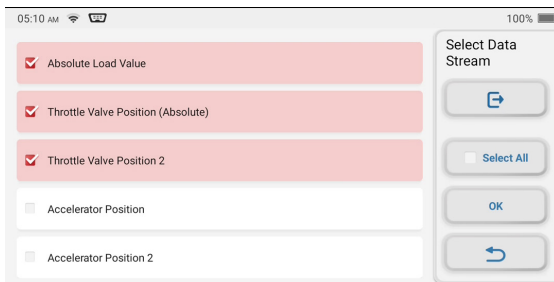 05:10 AM
100%
Absolute Load Value
Throttle Valve Position (Absolute)
Throttle Valve Position 2
Accelerator Position
Accelerator Position 2
Select Data
Stream
Select All
OK